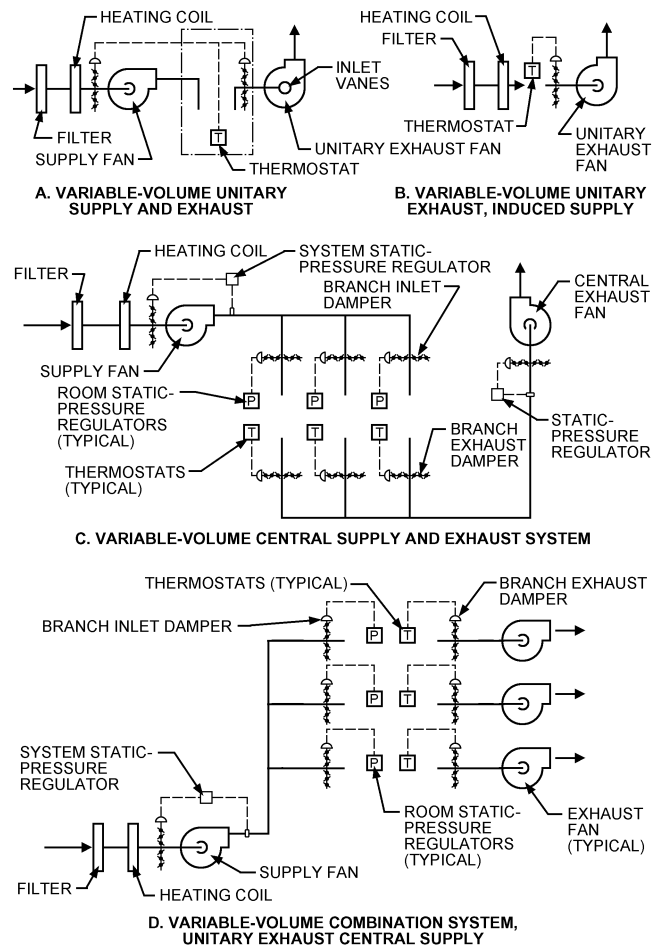 HEATING COIL
FILTER
SUPPLY FAN
T
INLET
VANES
UNITARY EXHAUST FAN
THERMOSTAT
A. VARIABLE-VOLUME UNITARY
SUPPLY AND EXHAUST
HEATING COIL
FILTER
T
THERMOSTAT
UNITARY
EXHAUST
FAN
B. VARIABLE-VOLUME UNITARY
EXHAUST, INDUCED SUPPLY
FILTER
HEATING COIL
SYSTEM STATIC-
PRESSURE REGULATOR
BRANCH INLET
DAMPER
CENTRAL
EXHAUST
FAN
SUPPLY FAN
ROOM STATIC-
PRESSURE
REGULATORS
(TYPICAL)
P
P
P
T
T
T
THERMOSTATS
(TYPICAL)
BRANCH
EXHAUST
DAMPER
STATIC-
PRESSURE
REGULATOR
C. VARIABLE-VOLUME CENTRAL SUPPLY AND EXHAUST SYSTEM
THERMOSTATS (TYPICAL)
BRANCH EXHAUST
DAMPER
BRANCH INLET DAMPER
P
T
P
T
P
T
SYSTEM STATIC-
PRESSURE
REGULATOR
ROOM STATIC-
PRESSURE
REGULATORS
(TYPICAL)
EXHAUST
FAN
(TYPICAL)
SUPPLY FAN
FILTER
HEATING COIL
D. VARIABLE-VOLUME COMBINATION SYSTEM,
UNITARY EXHAUST CENTRAL SUPPLY